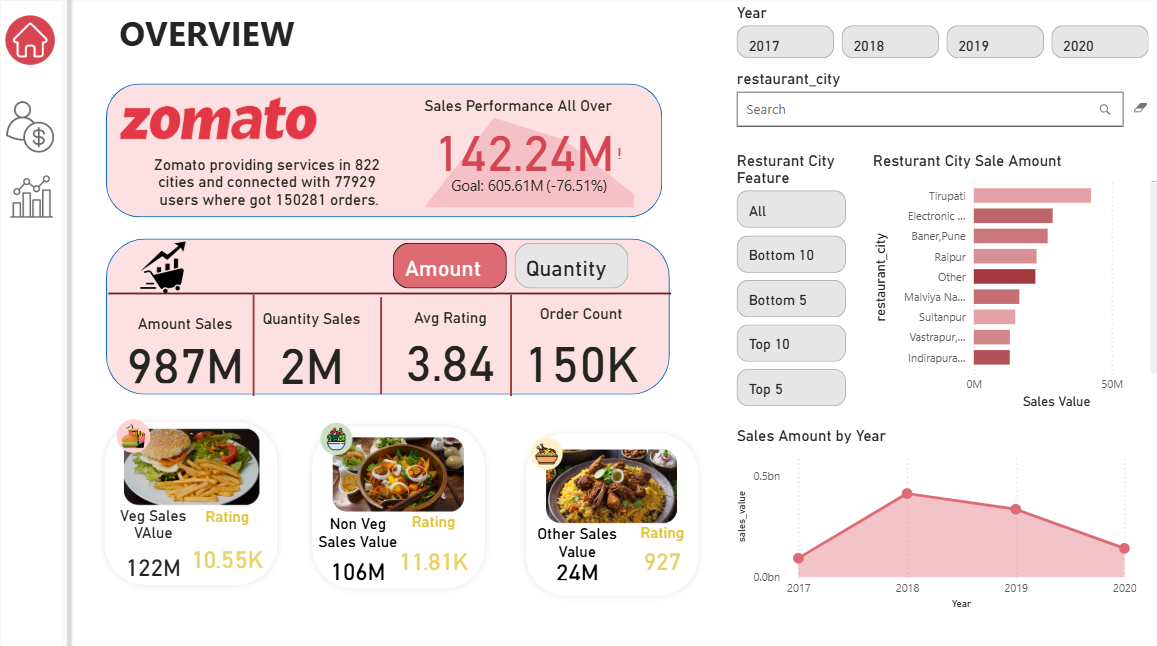 OVERVIEW
zomato
Zomato providing services in 822
cities and connected with 77929
users where got 150281 orders.
Sales Performance All Over
142.24M!
Goal: 605.61M (-76.51%)
Amount
Quantity
Amount Sales
987M
Quantity Sales
2M
Avg Rating
3.84
Order Count
150K
Veg Sales
VAlue
122M
Rating
10.55K
Non Veg
Sales Value
106M
Rating
11.81K
Other Sales
Value
24M
Rating
927
Year
2017
2018
2019
2020
restaurant_city
Search
Resturant City
Feature
All
Bottom 10
Bottom 5
Top 10
Top 5
Resturant City Sale Amount
restaurant_city
Tirupati
Electronic ...
Baner,Pune
Raipur
Other
Malviya Na...
Sultanpur
Vastrapur,...
Indirapura...
0M
50M
Sales Value
Sales Amount by Year
sales_value
0.5bn
0.0bn
2017
2018
2019
2020
Year